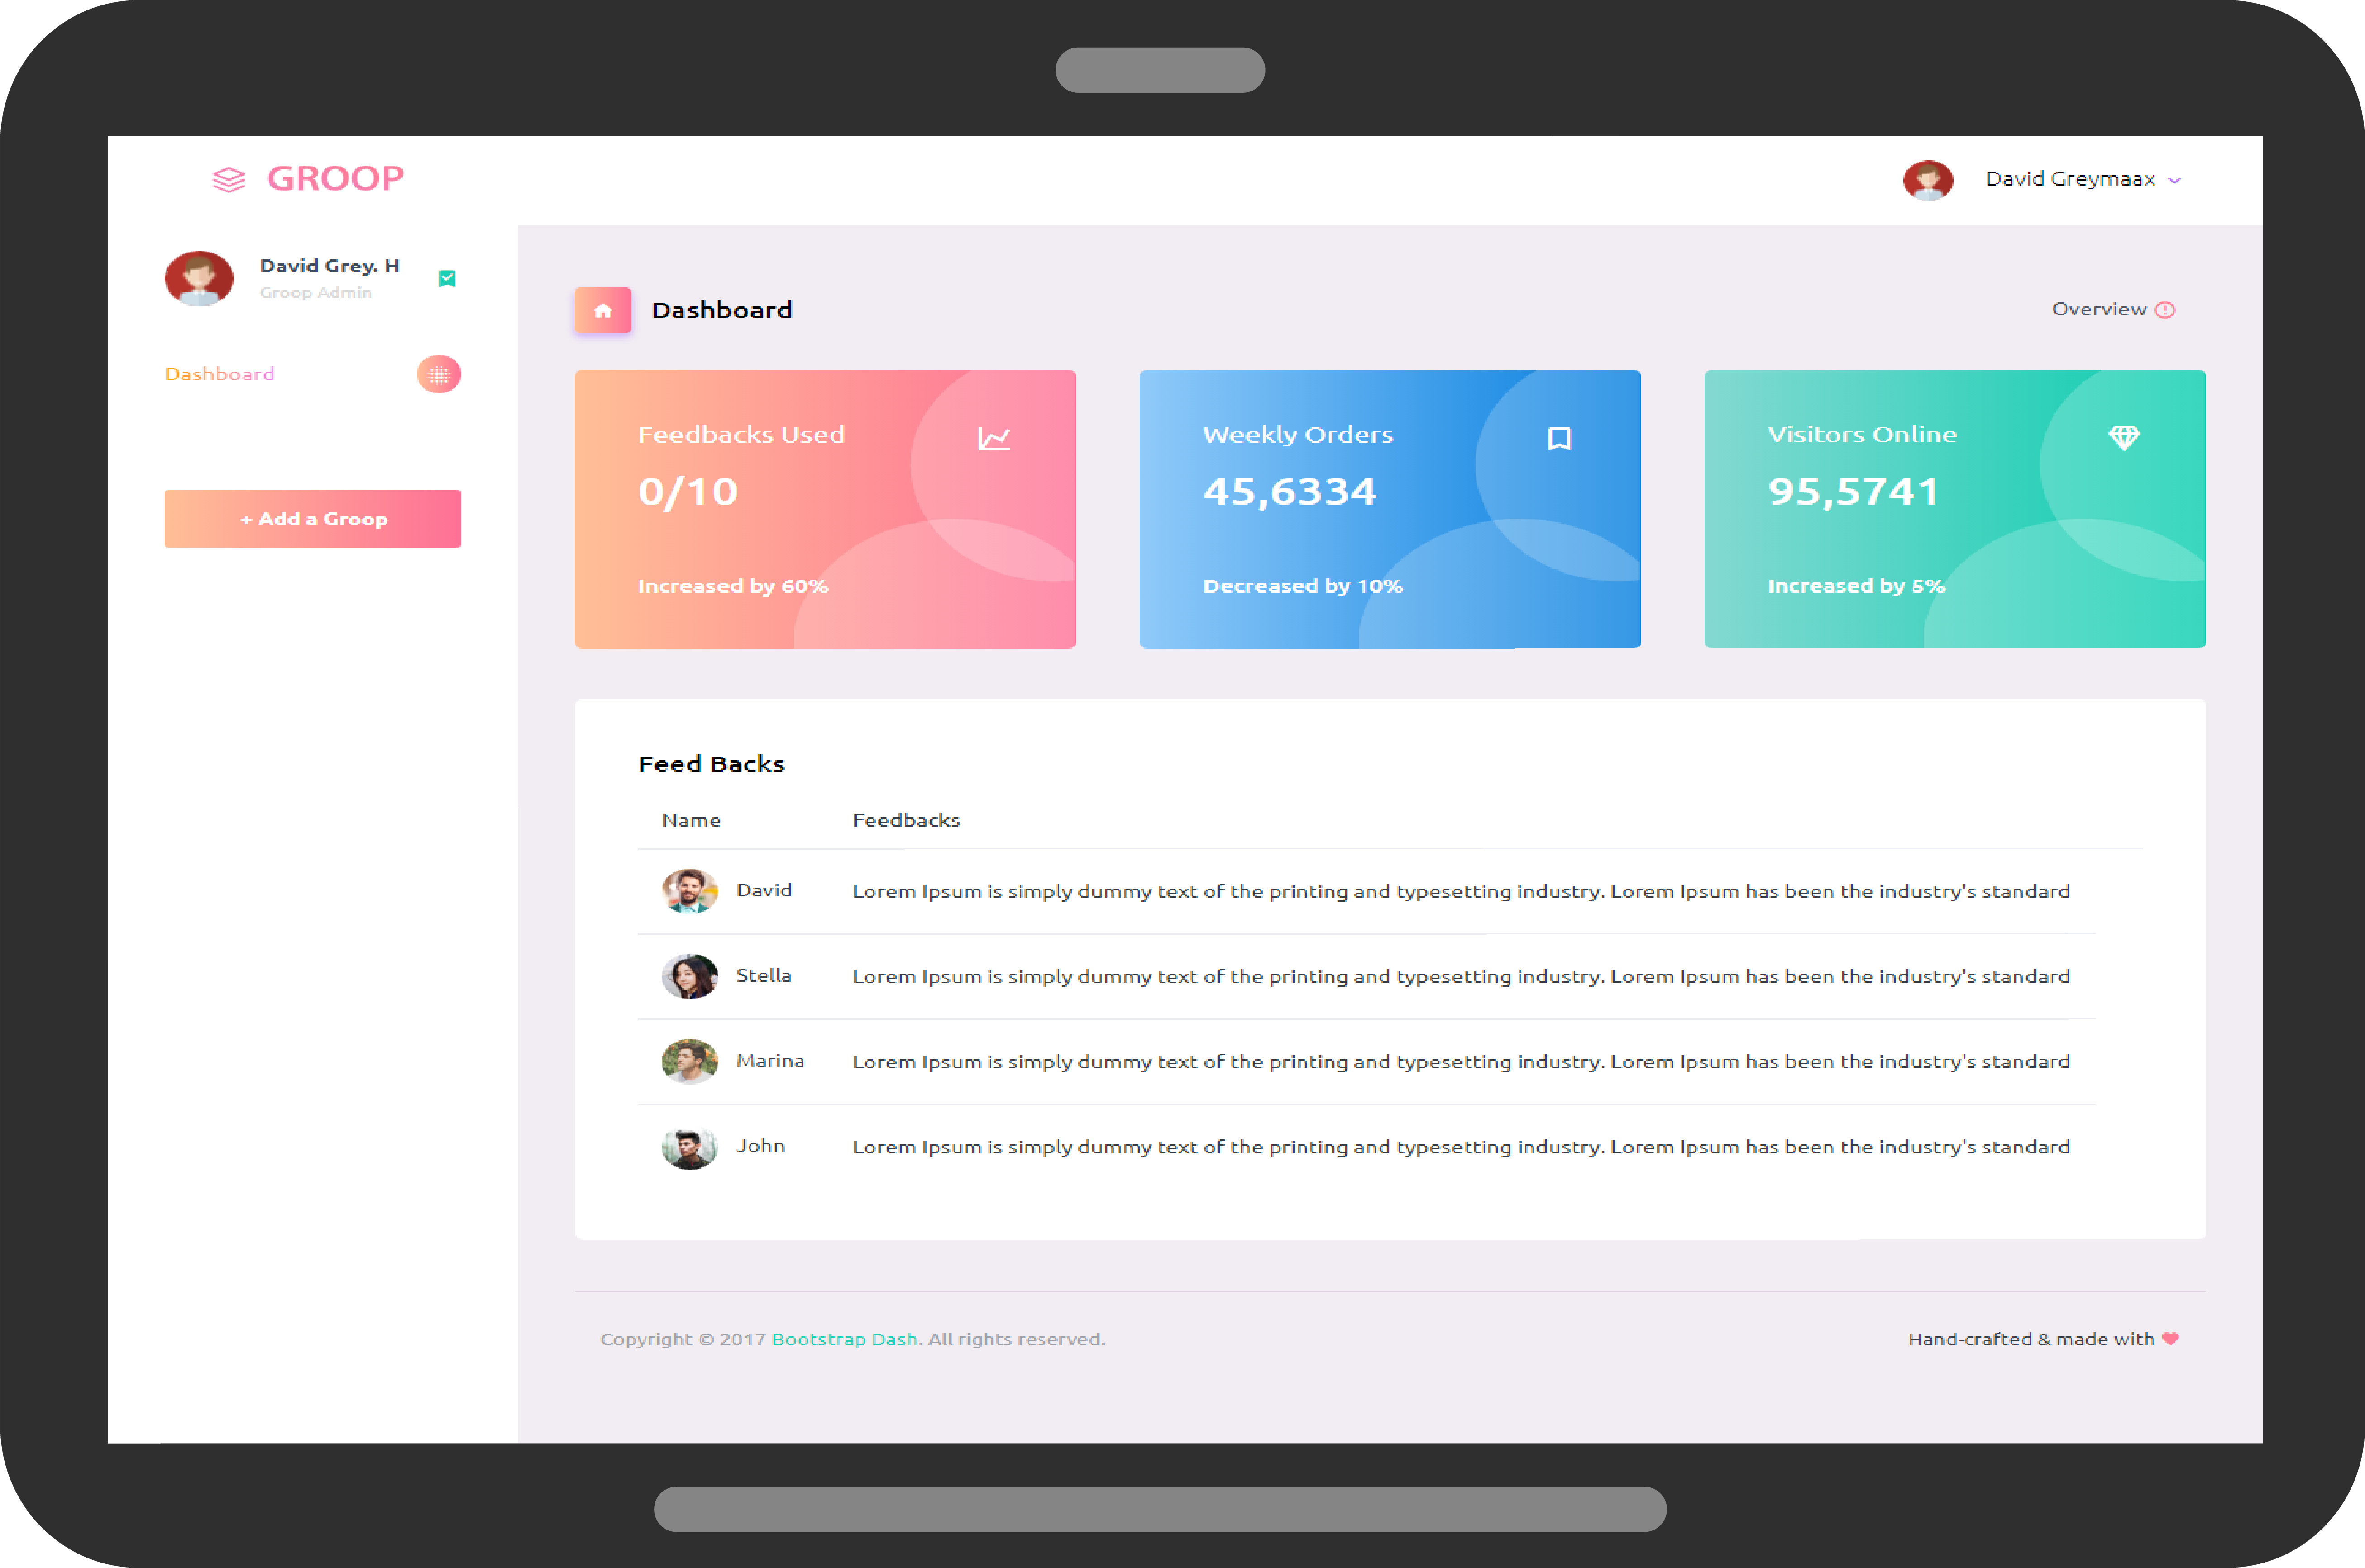 GROOP
David Greymaax
David Grey. H
Groop Admin
Dashboard
+ Add a Groop
Dashboard
Overview
Feedbacks Used
0/10
Increased by 60%
Weekly Orders
45,6334
Decreased by 10%
Visitors Online
95,5741
Increased by 5%
Feed Backs
Name Feedbacks
David Lorem Ipsum is simply dummy text of the printing and typesetting industry. Lorem Ipsum has been the industry's standard
Stella Lorem Ipsum is simply dummy text of the printing and typesetting industry. Lorem Ipsum has been the industry's standard
Marina Lorem Ipsum is simply dummy text of the printing and typesetting industry. Lorem Ipsum has been the industry's standard
John Lorem Ipsum is simply dummy text of the printing and typesetting industry. Lorem Ipsum has been the industry's standard
Copyright © 2017 Bootstrap Dash. All rights reserved.
Hand-crafted & made with